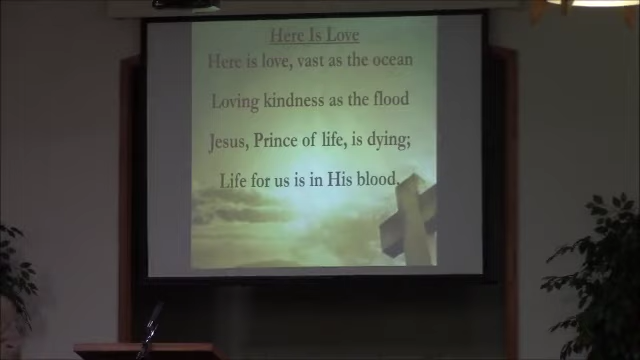 Here Is Love
Here is love, vast as the ocean
Loving kindness as the flood
Jesus, Prince of life, is dying;
Life for us is in His blood.